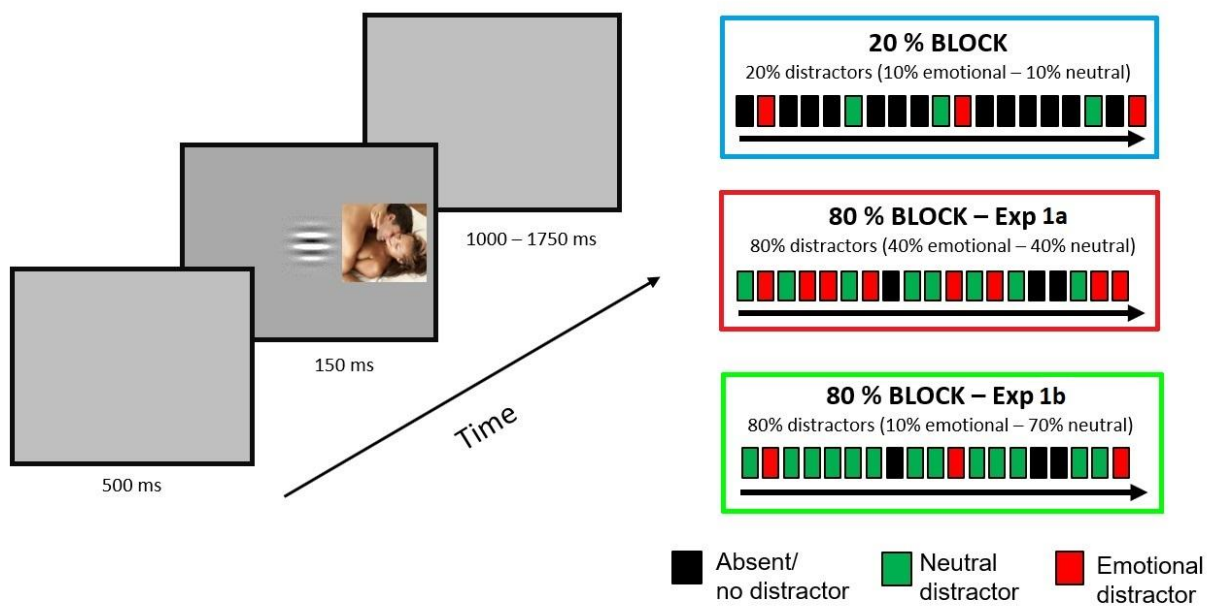 500 ms
150 ms
1000 – 1750 ms
Time
20 % BLOCK
20% distractors (10% emotional – 10% neutral)
80 % BLOCK – Exp 1a
80% distractors (40% emotional – 40% neutral)
80 % BLOCK – Exp 1b
80% distractors (10% emotional – 70% neutral)
Absent/
no distractor
Neutral
distractor
Emotional
distractor